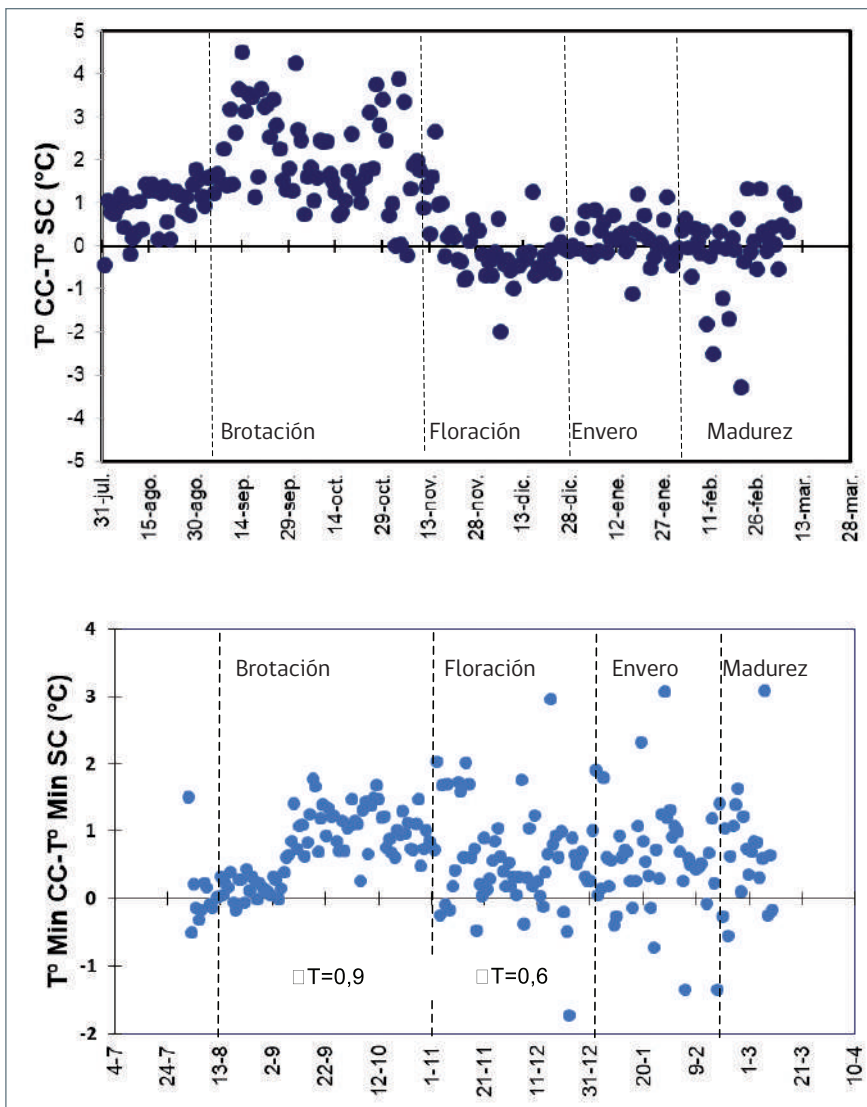 5
4
3
2
1
0
-1
-2
-3
-4
-5
Tº CC-Tº SC (°C)
Brotación Floración Envero Madurez
31-jul.
15-ago.
30-ago.
14-sep.
29-sep.
14-oct.
29-oct.
13-nov.
28-nov.
13-dic.
28-dic.
12-ene.
27-ene.
11-feb.
26-feb.
13-mar.
28-mar.
4
3
2
1
0
-1
-2
Tº Min CC-Tº Min SC (°C)
Brotación Floración Envero Madurez
□T=0,9 □T=0,6
4-7
24-7
13-8
2-9
22-9
12-10
1-11
21-11
11-12
31-12
20-1
9-2
1-3
21-3
10-4